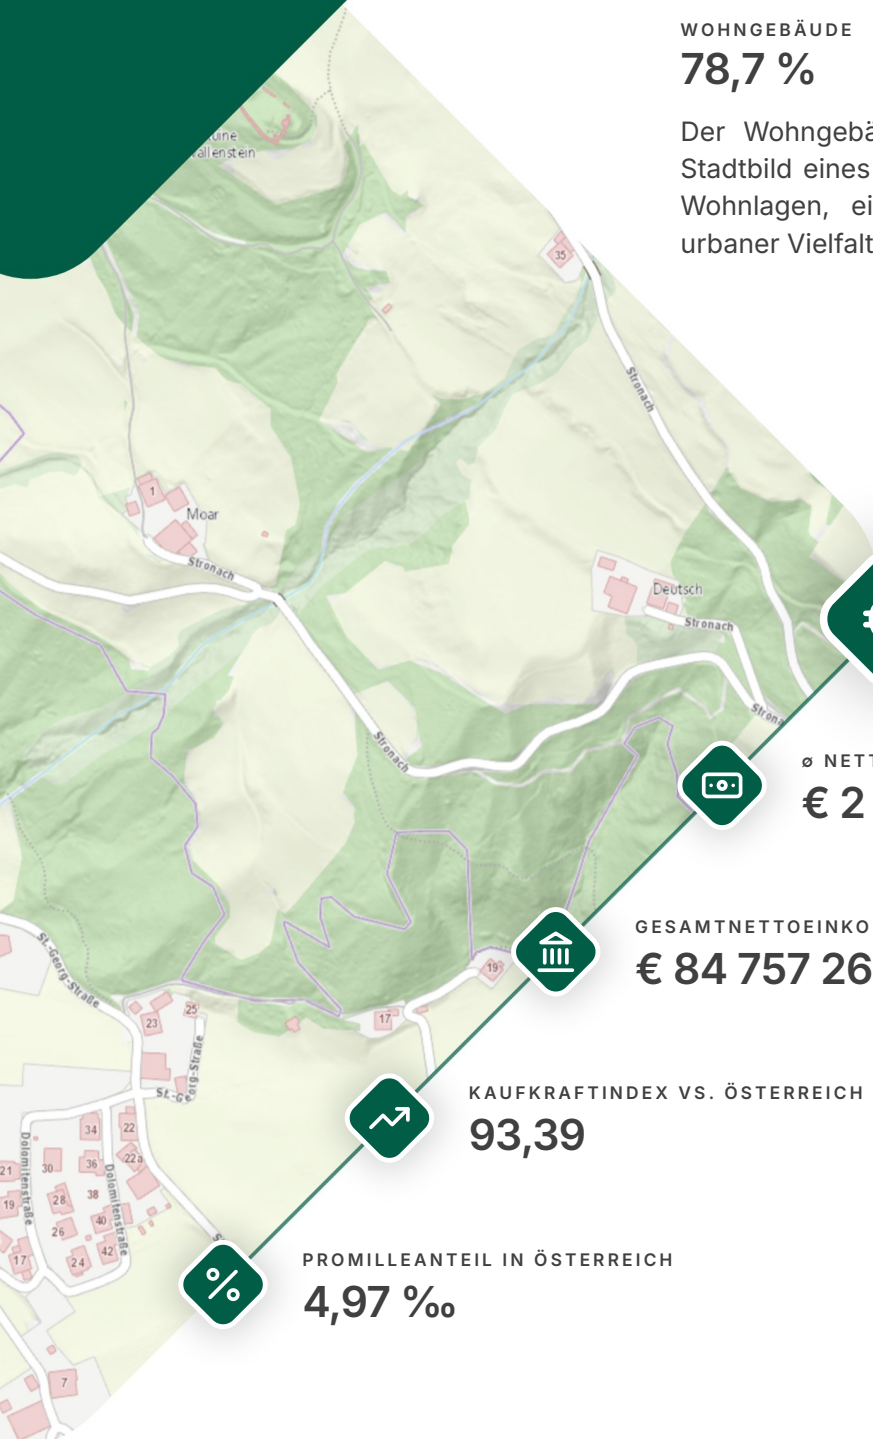 WOHNGEBÄUDE
78,7 %
Der Wohngebä
Stadtbild eines
Wohnlagen, ei
urbaner Vielfalt
35
Stronach
1
Moar
Stronach
Deutsch
Stronach
Stronach
ø NETT
€ 2
GESAMTNETTOEINKO
€ 84 757 26
St.-Georg-Straße
19
17
25
23
St.-Georg-Straße
KAUFKRAFTINDEX VS. ÖSTERREICH
93,39
34
22
Dolomitenstraße
21
30
36
22a
Dolomitenstraße
19
28
38
26
40
17
24
42
PROMILLEANTEIL IN ÖSTERREICH
4,97 ‰
7